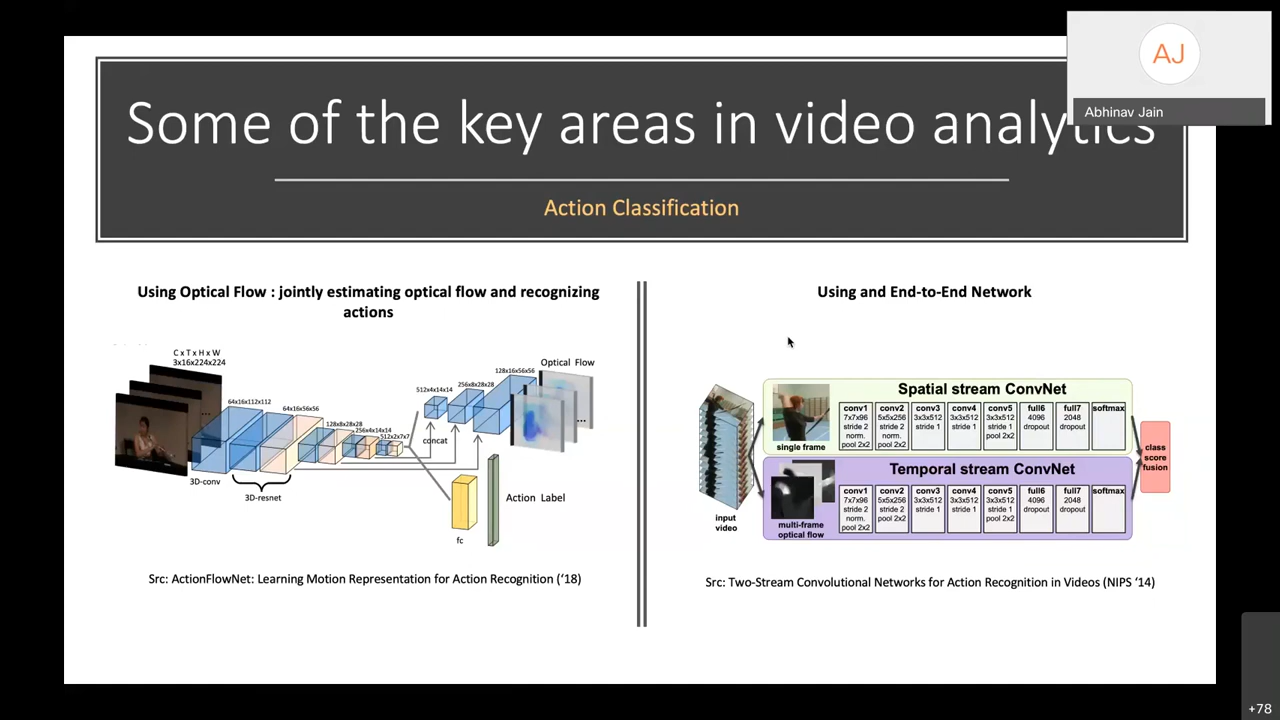 Some of the key areas in video analytics
AJ
Abhinav Jain
Action Classification
Using Optical Flow : jointly estimating optical flow and recognizing
actions
C x T x H x W
3x16x224x224
64x16x112x112
64x16x56x56
128x8x28x28
256x4x14x14
512x2x7x7
512x4x14x14
256x8x28x28
128x16x56x56
Optical Flow
...
...
concat
3D-conv
3D-resnet
Action Label
fc
Src: ActionFlowNet: Learning Motion Representation for Action Recognition (‘18)
Using and End-to-End Network
input
video
Spatial stream ConvNet
single frame
conv1
7x7x96
stride 2
norm.
pool 2x2
conv2
5x5x256
stride 2
norm.
pool 2x2
conv3
3x3x512
stride 1
conv4
3x3x512
stride 1
conv5
3x3x512
stride 1
pool 2x2
full6
4096
dropout
full7
2048
dropout
softmax
Temporal stream ConvNet
multi-frame
optical flow
conv1
7x7x96
stride 2
norm.
pool 2x2
conv2
5x5x256
stride 2
pool 2x2
conv3
3x3x512
stride 1
conv4
3x3x512
stride 1
conv5
3x3x512
stride 1
pool 2x2
full6
4096
dropout
full7
2048
dropout
softmax
class
score
fusion
Src: Two-Stream Convolutional Networks for Action Recognition in Videos (NIPS ‘14)
+78